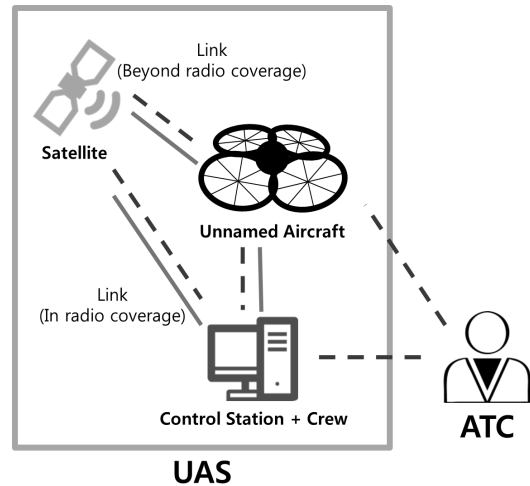 Link
(Beyond radio coverage)
Satellite
Unnamed Aircraft
Link
(In radio coverage)
Control Station + Crew
ATC
UAS